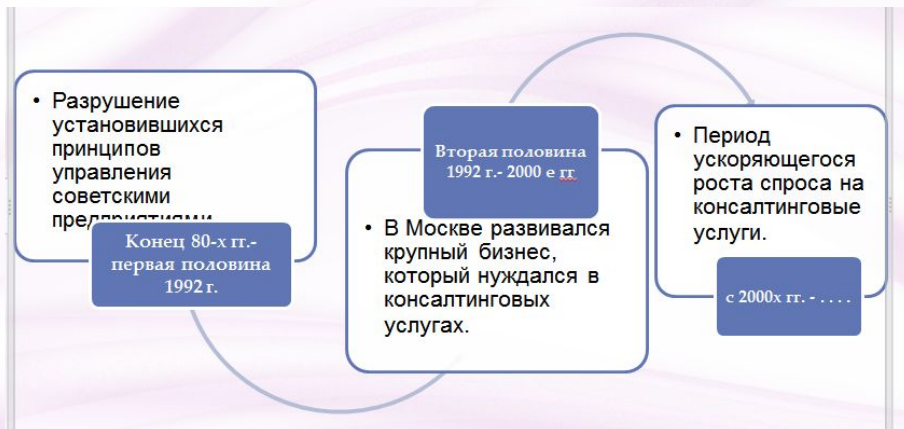 • Разрушение
установившихся
принципов
управления
советскими
предприятиями
Конец 80-х гг.-
первая половина
1992 г.
Вторая половина
1992 г.- 2000 е гг
• В Москве развивался
крупный бизнес,
который нуждался в
консалтинговых
услугах.
• Период
ускоряющегося
роста спроса на
консалтинговые
услуги.
с 2000х гг. - . . . .